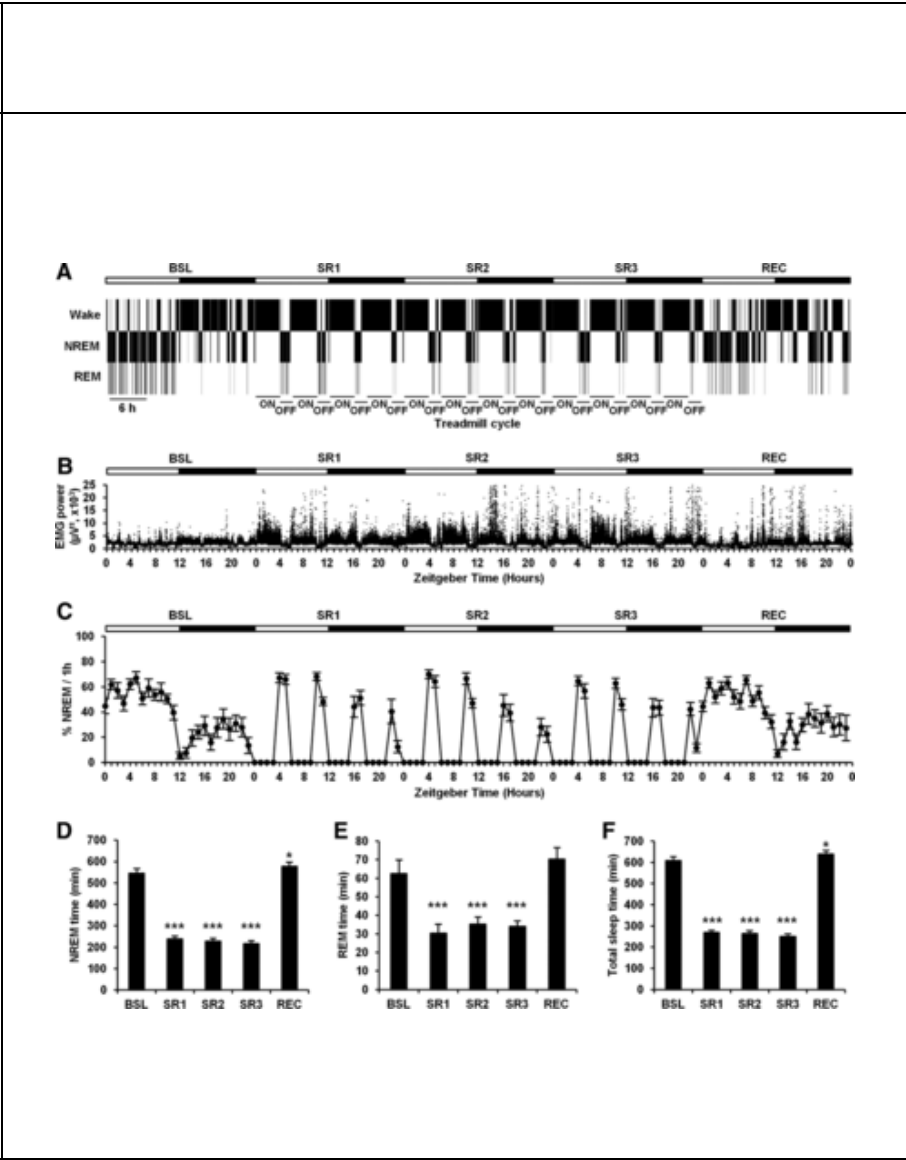 A
BSL SR1 SR2 SR3 REC
Wake
NREM
REM
6 h
ON OFF ON OFF ON OFF ON OFF ON OFF ON OFF ON OFF ON OFF ON OFF ON OFF ON OFF ON OFF
Treadmill cycle
B
BSL SR1 SR2 SR3 REC
EMG power
25
20
15
10
5
0
0 4 8 12 16 20 0 4 8 12 16 20 0 4 8 12 16 20 0 4 8 12 16 20 0 4 8 12 16 20 0
Zeitgeber Time (Hours)
C
BSL SR1 SR2 SR3 REC
% NREM / 1h
100
80
60
40
20
0
0 4 8 12 16 20 0 4 8 12 16 20 0 4 8 12 16 20 0 4 8 12 16 20 0 4 8 12 16 20 0
Zeitgeber Time (Hours)
D
NREM time (min)
700
600
500
400
300
200
100
0
*** *** *** *
BSL SR1 SR2 SR3 REC
E
REM time (min)
80
70
60
50
40
30
20
10
0
*** *** ***
BSL SR1 SR2 SR3 REC
F
Total sleep time (min)
700
600
500
400
300
200
100
0
*** *** *** *
BSL SR1 SR2 SR3 REC